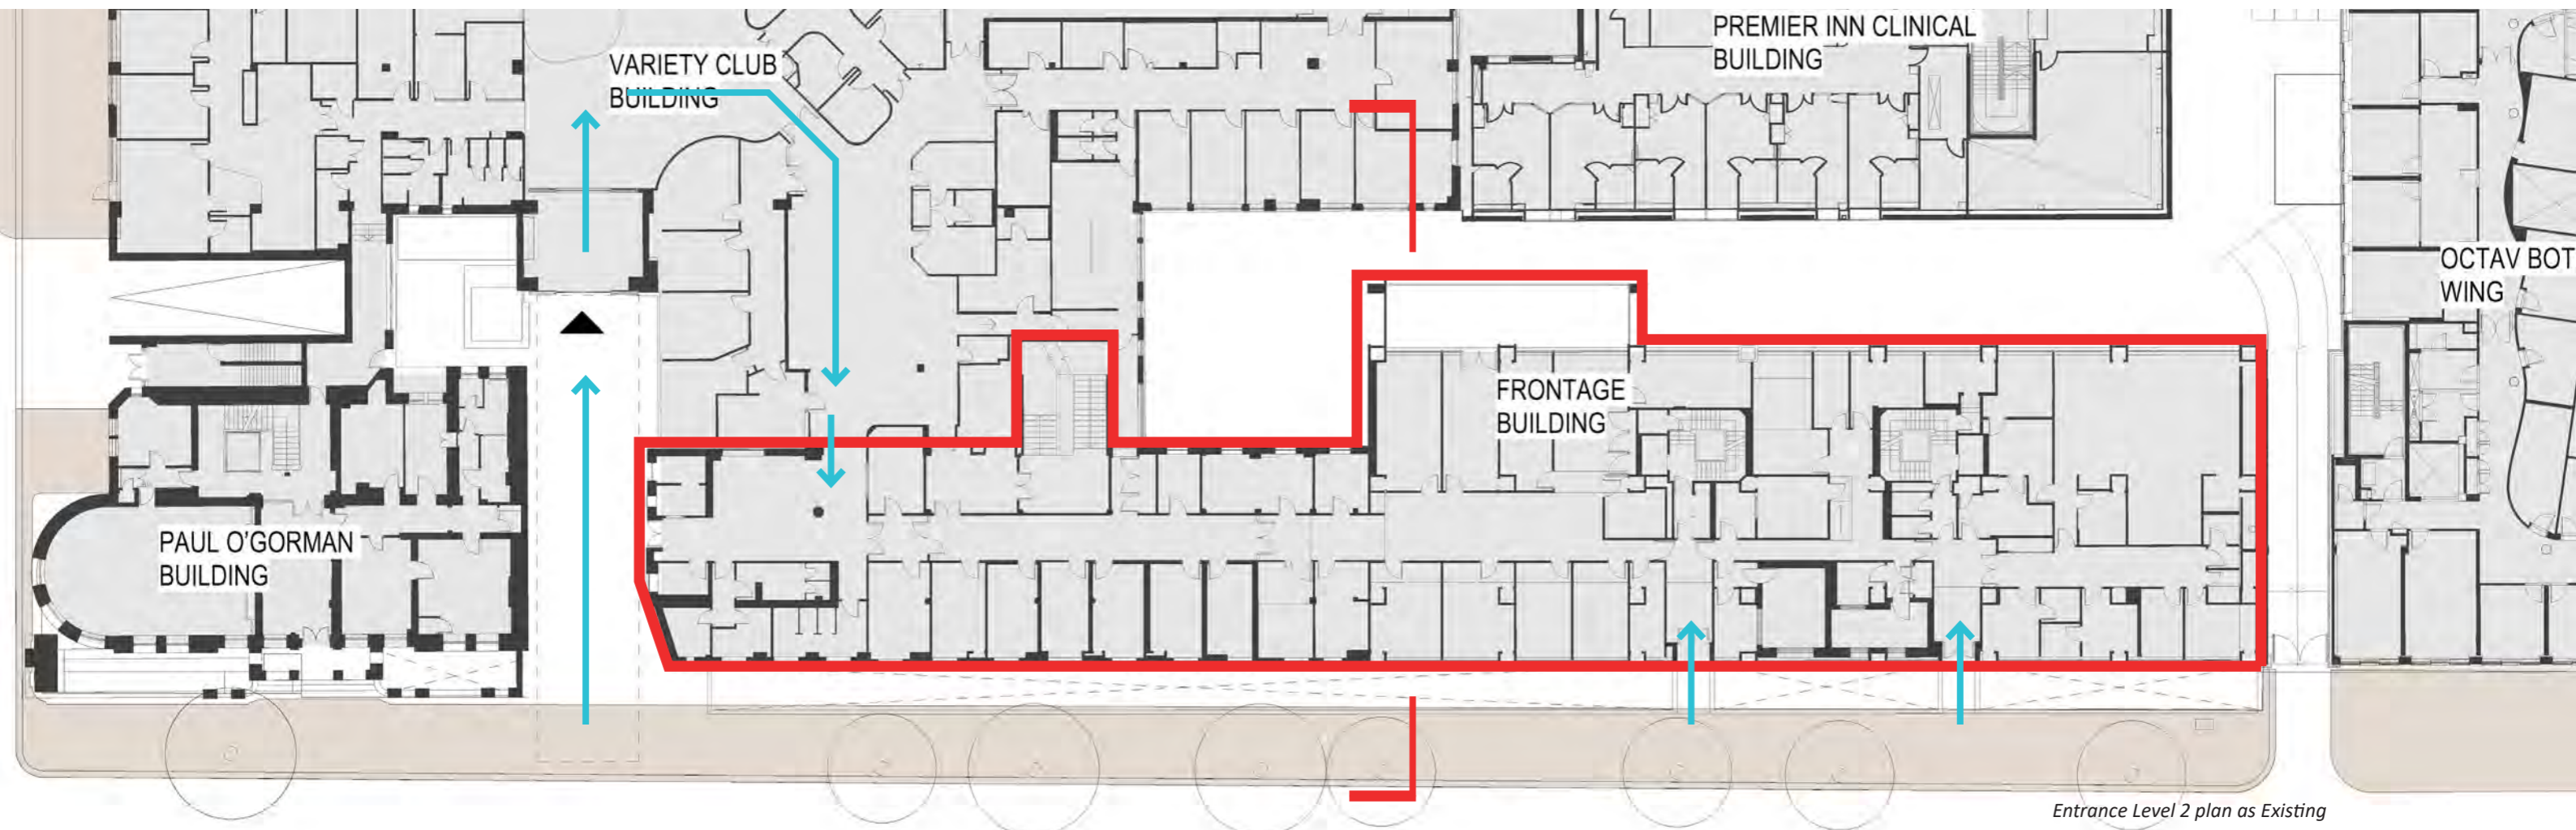 VARIETY CLUB
BUILDING
PREMIER INN CLINICAL
BUILDING
OCTAV BOT
WING
FRONTAGE
BUILDING
PAUL O'GORMAN
BUILDING
Entrance Level 2 plan as Existing